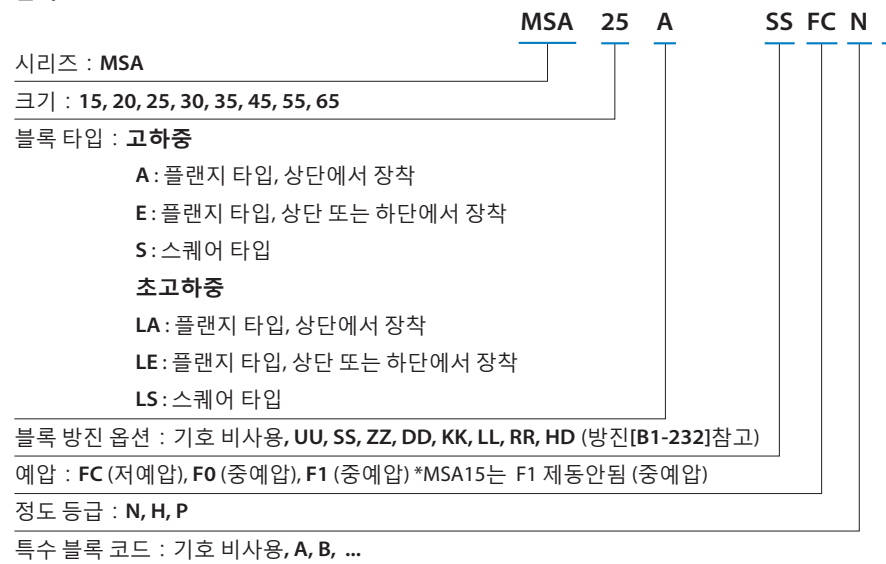 MSA 25 A SS FC N
시리즈 : MSA
크기 : 15, 20, 25, 30, 35, 45, 55, 65
블록 타입 : 고하중
A : 플랜지 타입, 상단에서 장착
E : 플랜지 타입, 상단 또는 하단에서 장착
S : 스퀘어 타입
초고하중
LA : 플랜지 타입, 상단에서 장착
LE : 플랜지 타입, 상단 또는 하단에서 장착
LS : 스퀘어 타입
블록 방진 옵션 : 기호 비사용, UU, SS, ZZ, DD, KK, LL, RR, HD (방진[B1-232]참고)
예압 : FC (저예압), F0 (중예압), F1 (중예압) *MSA15는 F1 제동안됨 (중예압)
정도 등급 : N, H, P
특수 블록 코드 : 기호 비사용, A, B, ...